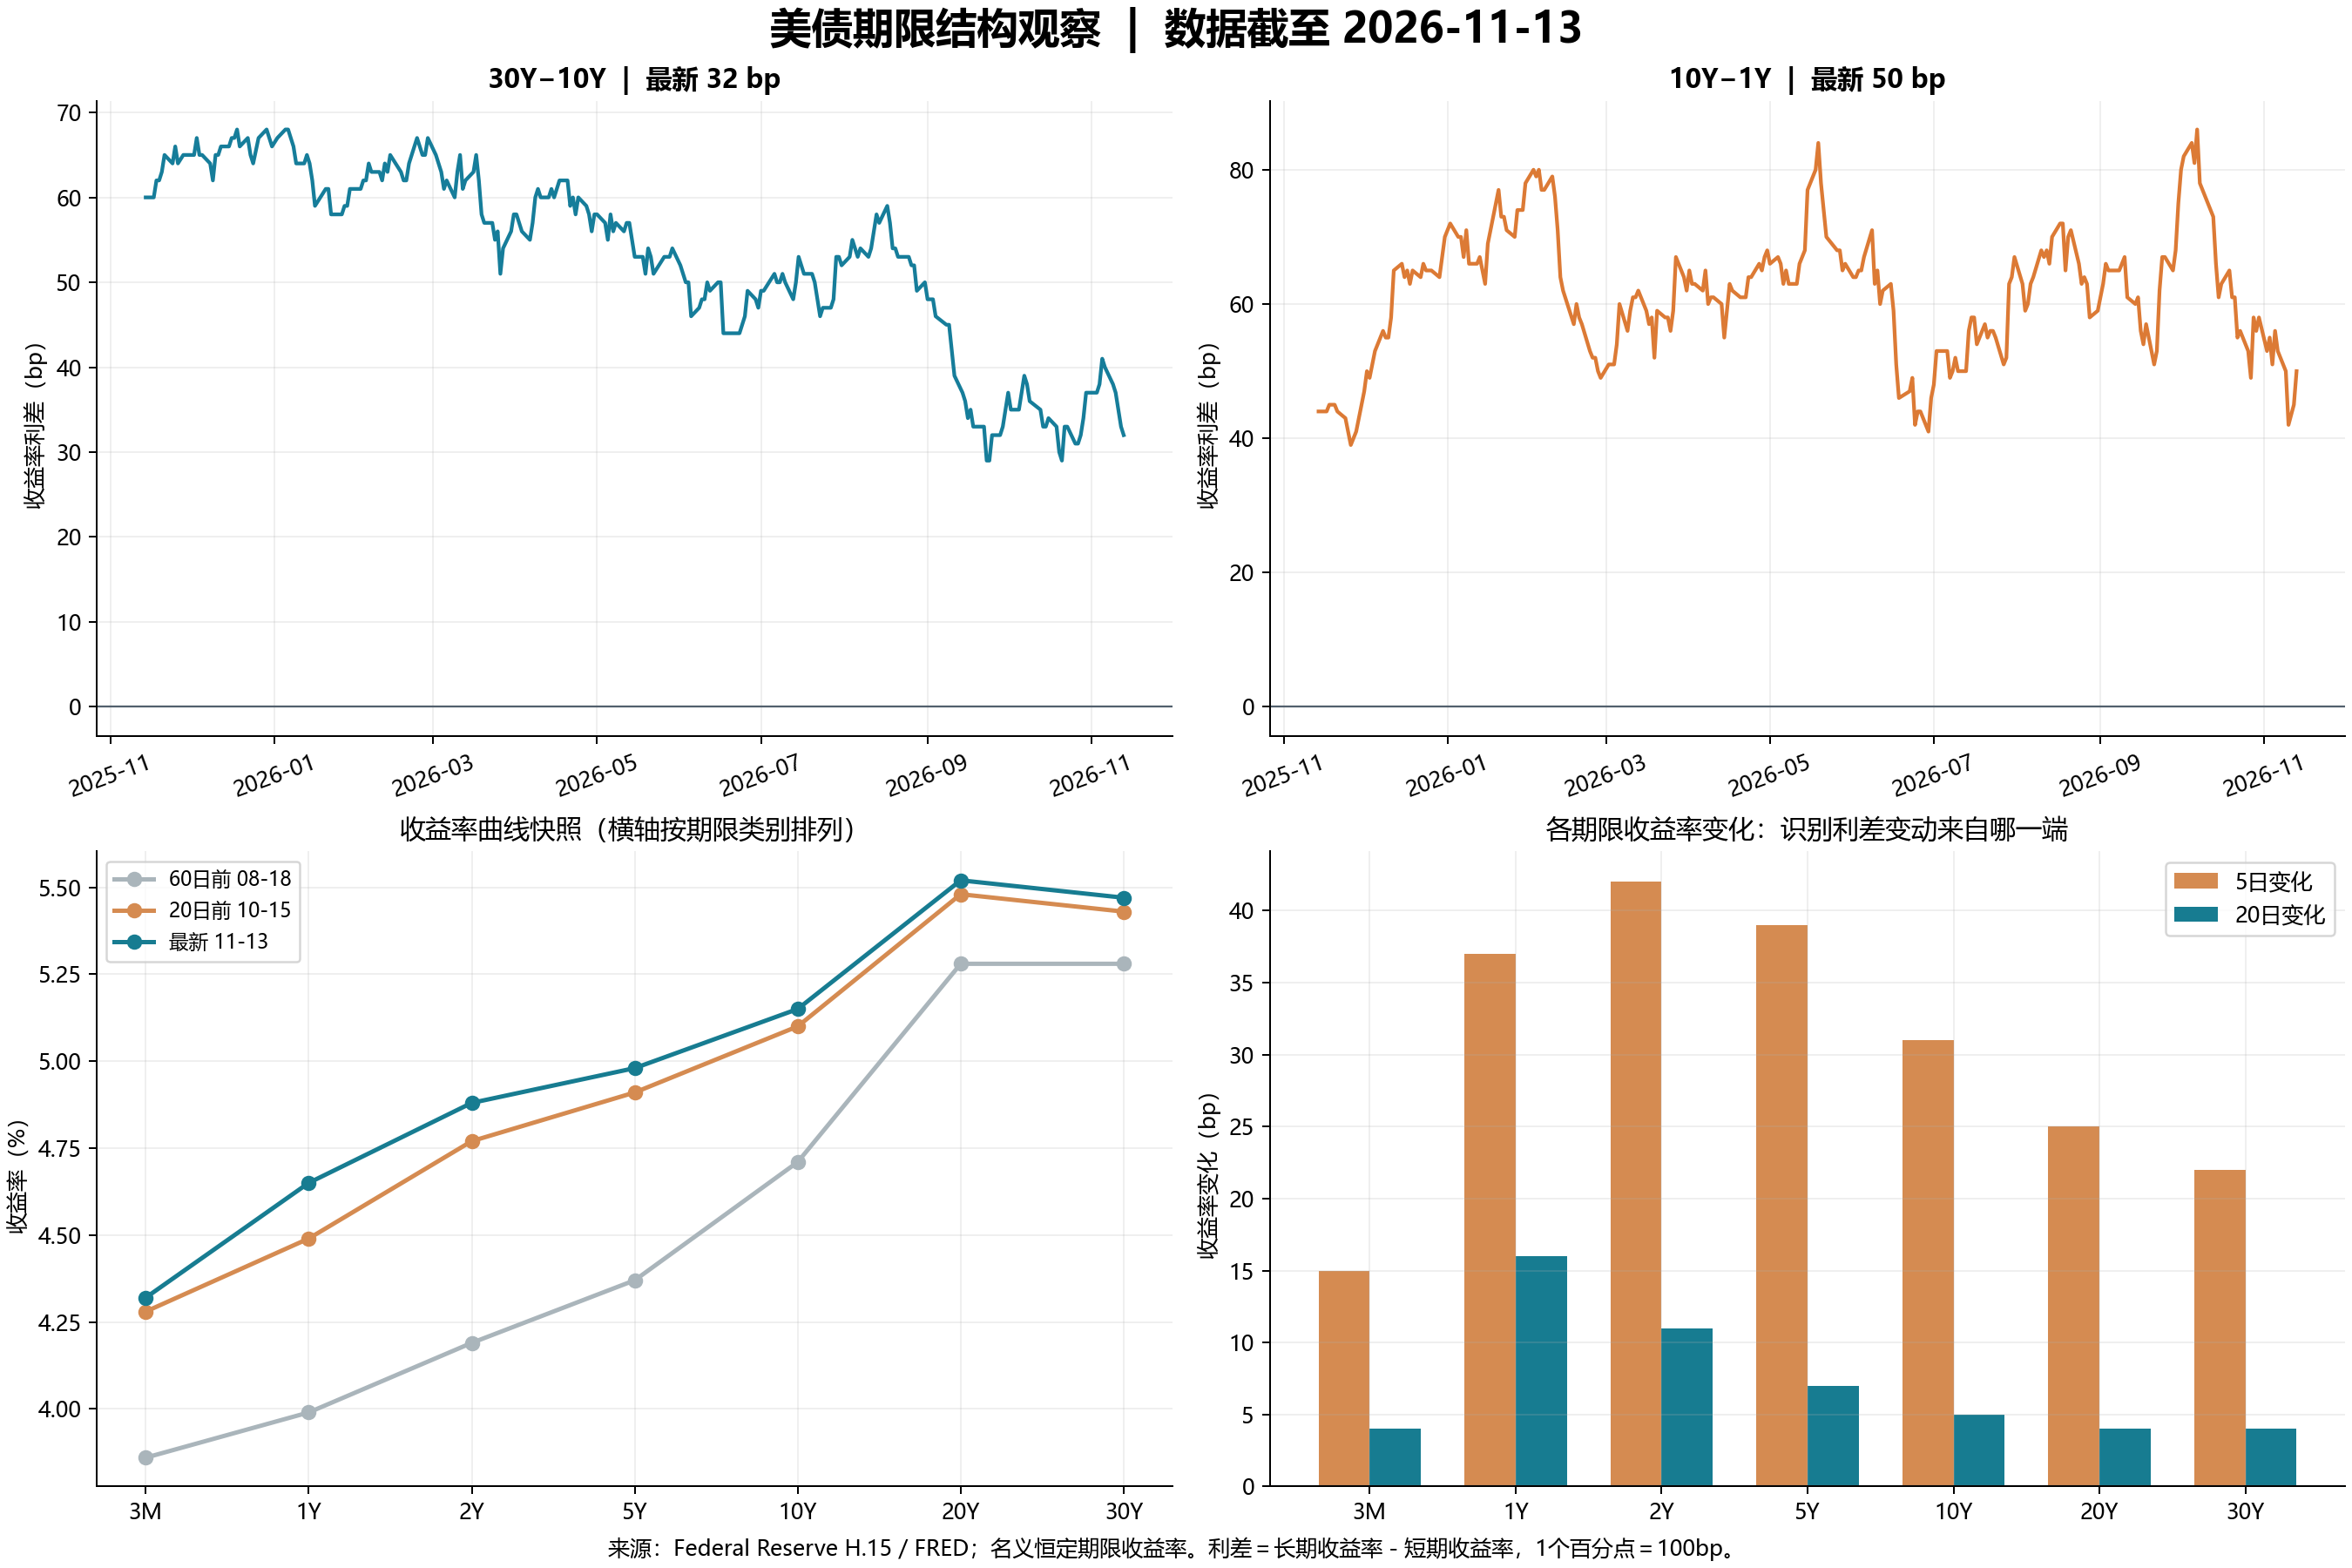 美债期限结构观察 | 数据截至 2026-11-13
30Y−10Y | 最新 32 bp
收益率利差（bp）
70
60
50
40
30
20
10
0
2025-11
2026-01
2026-03
2026-05
2026-07
2026-09
2026-11
10Y−1Y | 最新 50 bp
收益率利差（bp）
80
60
40
20
0
2025-11
2026-01
2026-03
2026-05
2026-07
2026-09
2026-11
收益率曲线快照（横轴按期限类别排列）
60日前 08-18
20日前 10-15
最新 11-13
收益率（%）
5.50
5.25
5.00
4.75
4.50
4.25
4.00
3M
1Y
2Y
5Y
10Y
20Y
30Y
各期限收益率变化：识别利差变动来自哪一端
5日变化
20日变化
收益率变化（bp）
40
35
30
25
20
15
10
5
0
3M
1Y
2Y
5Y
10Y
20Y
30Y
来源：Federal Reserve H.15 / FRED；名义恒定期限收益率。利差＝长期收益率－短期收益率，1个百分点＝100bp。